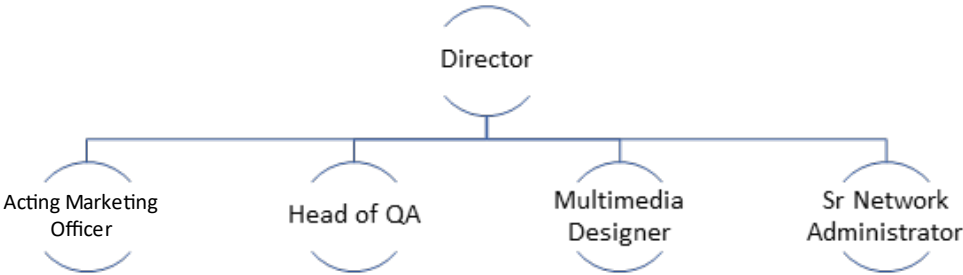 Director
Acting Marketing
Officer
Head of QA
Multimedia
Designer
Sr Network
Administrator